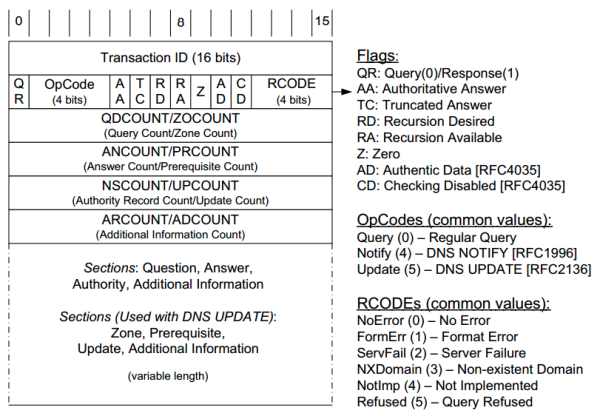 0 8 15
Transaction ID (16 bits)
QR OpCode (4 bits) AA TC RD RA Z AD CD RCODE (4 bits)
QDCOUNT/ZOCOUNT
(Query Count/Zone Count)
ANCOUNT/PRCOUNT
(Answer Count/Prerequisite Count)
NSCOUNT/UPCOUNT
(Authority Record Count/Update Count)
ARCOUNT/ADCOUNT
(Additional Information Count)
Sections: Question, Answer,
Authority, Additional Information
Sections (Used with DNS UPDATE):
Zone, Prerequisite,
Update, Additional Information
(variable length)
Flags:
QR: Query(0)/Response(1)
AA: Authoritative Answer
TC: Truncated Answer
RD: Recursion Desired
RA: Recursion Available
Z: Zero
AD: Authentic Data [RFC4035]
CD: Checking Disabled [RFC4035]
OpCodes (common values):
Query (0) – Regular Query
Notify (4) – DNS NOTIFY [RFC1996]
Update (5) – DNS UPDATE [RFC2136]
RCODEs (common values):
NoError (0) – No Error
FormErr (1) – Format Error
ServFail (2) – Server Failure
NXDomain (3) – Non-existent Domain
NotImp (4) – Not Implemented
Refused (5) – Query Refused